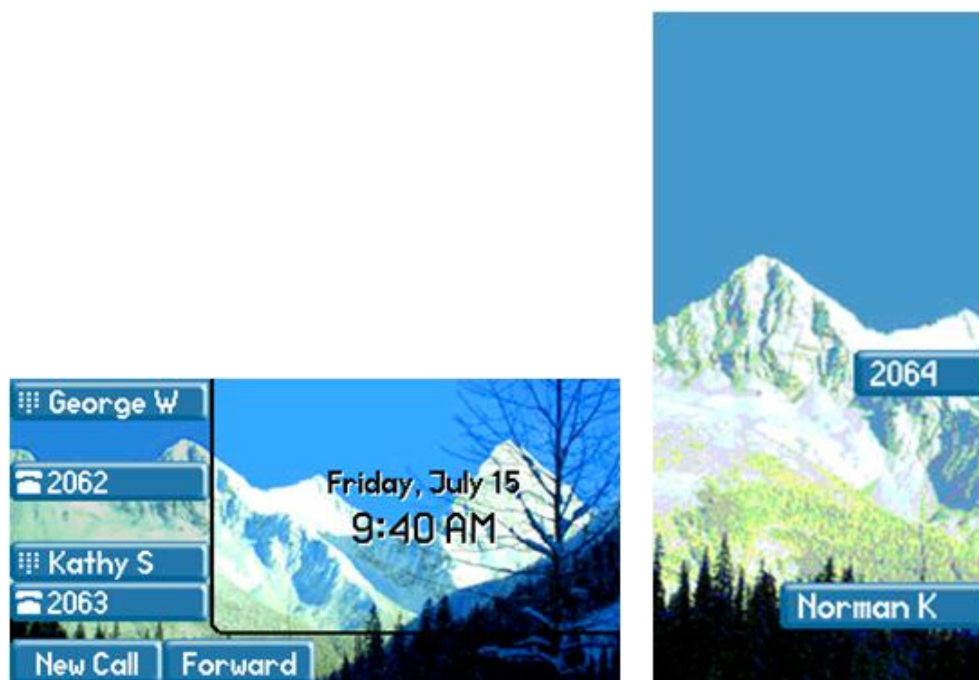 George W
2062
Kathy S
2063
Friday, July 15
9:40 AM
New Call
Forward
2064
Norman K